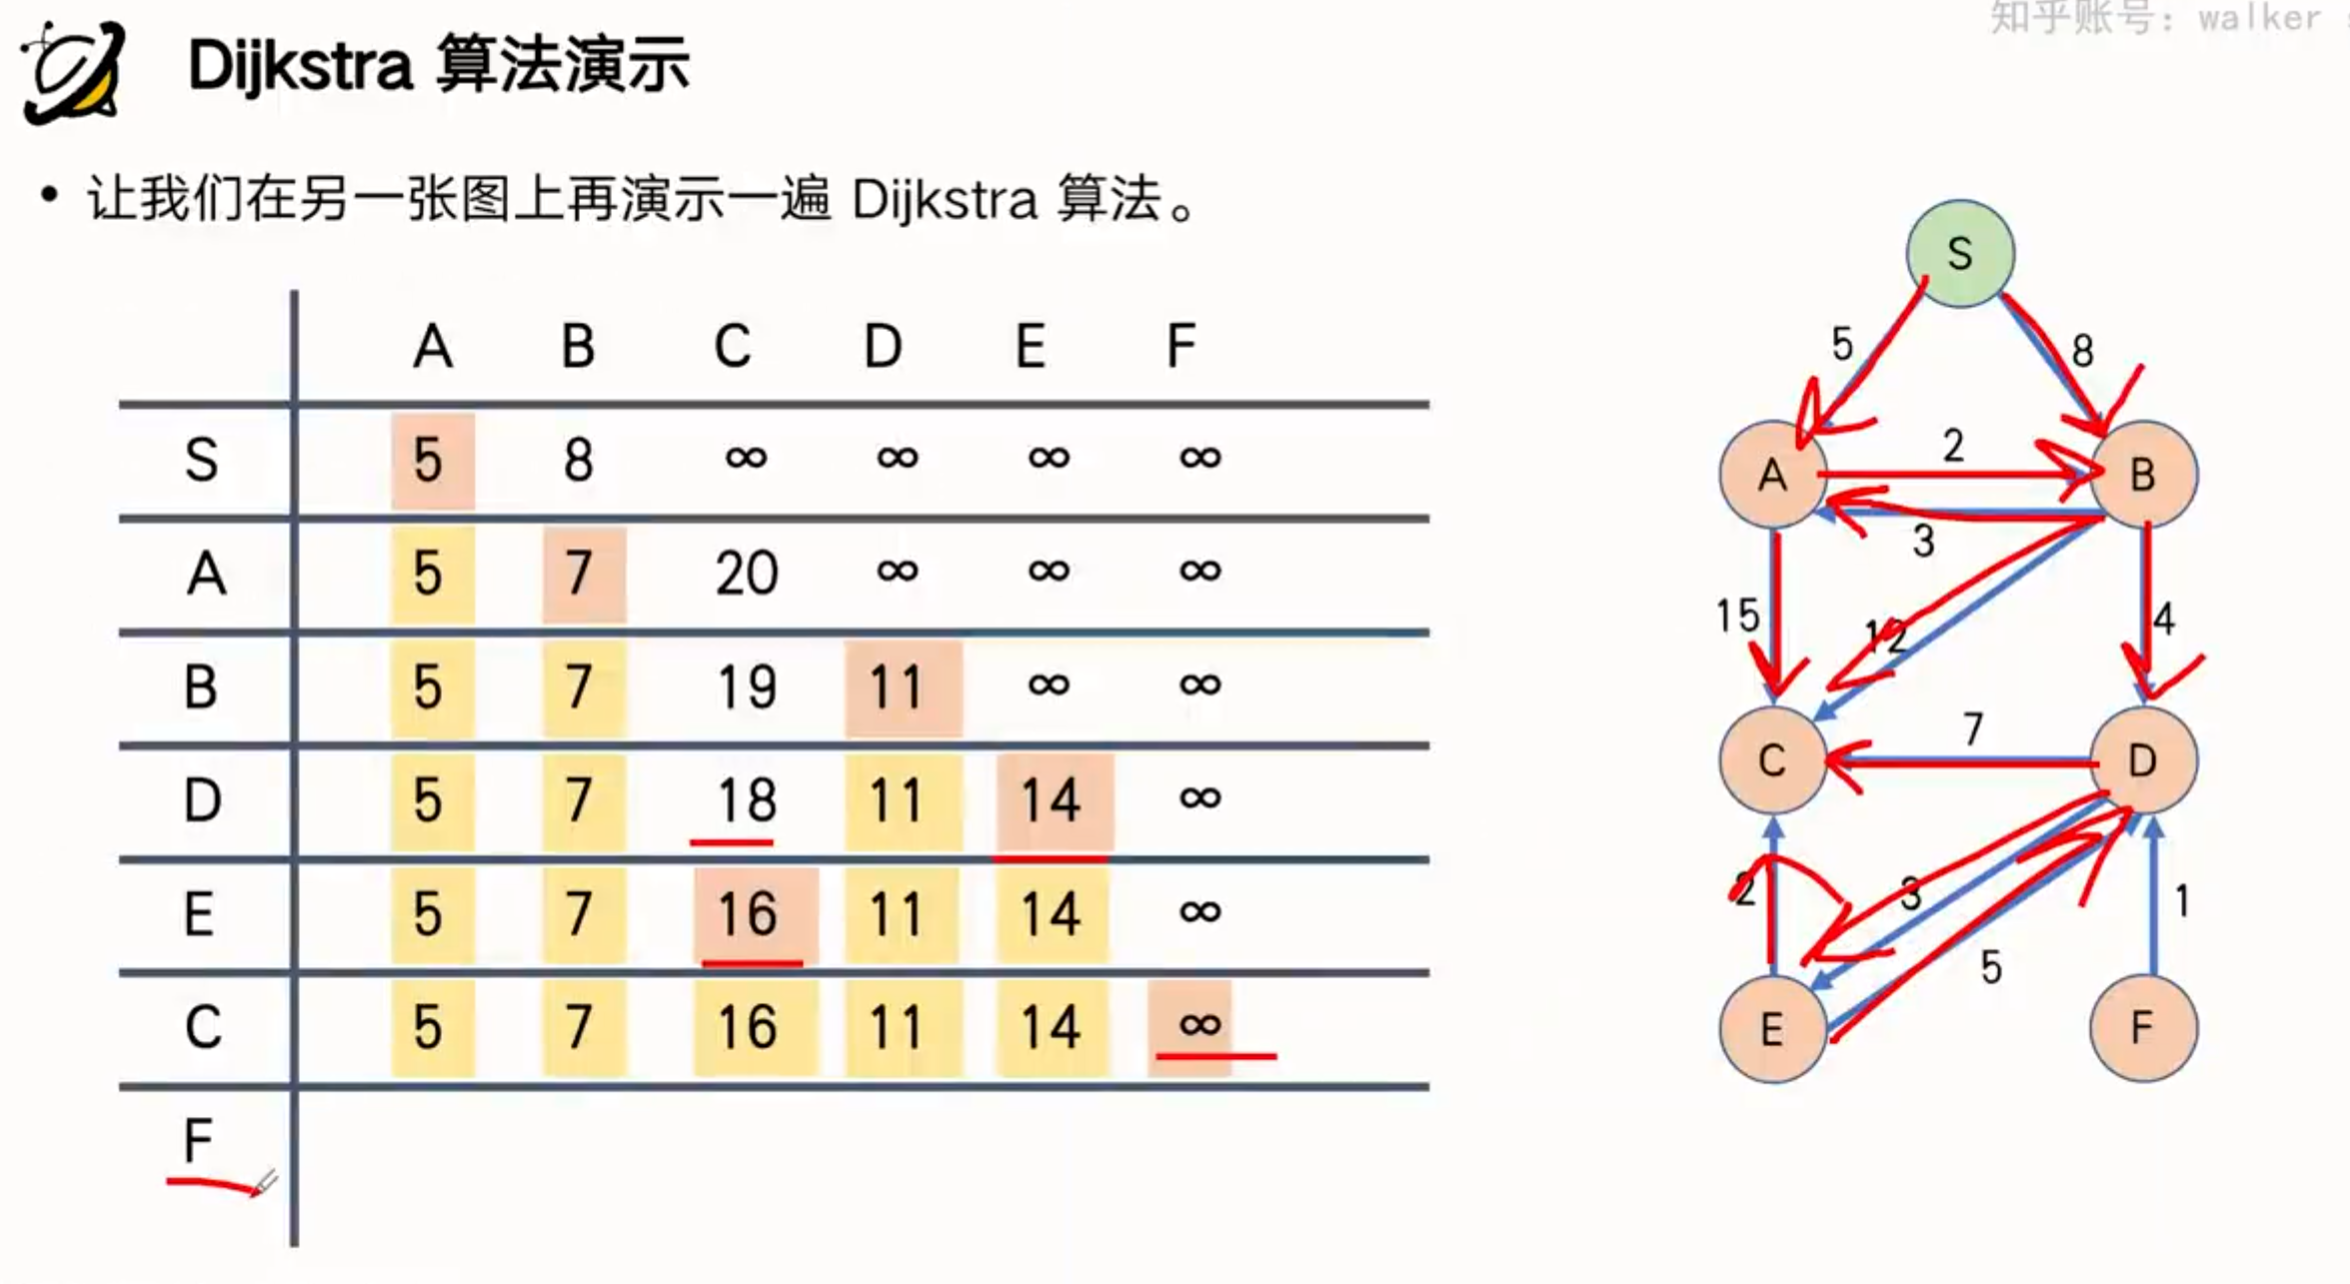 知乎账号：walker
Dijkstra 算法演示
• 让我们在另一张图上再演示一遍 Dijkstra 算法。
A B C D E F
S 5 8 ∞ ∞ ∞ ∞
A 5 7 20 ∞ ∞ ∞
B 5 7 19 11 ∞ ∞
D 5 7 18 11 14 ∞
E 5 7 16 11 14 ∞
C 5 7 16 11 14 ∞
F
S
5 8
A 2 B
3
15 12 4
C 7 D
2 3 5 1
E F